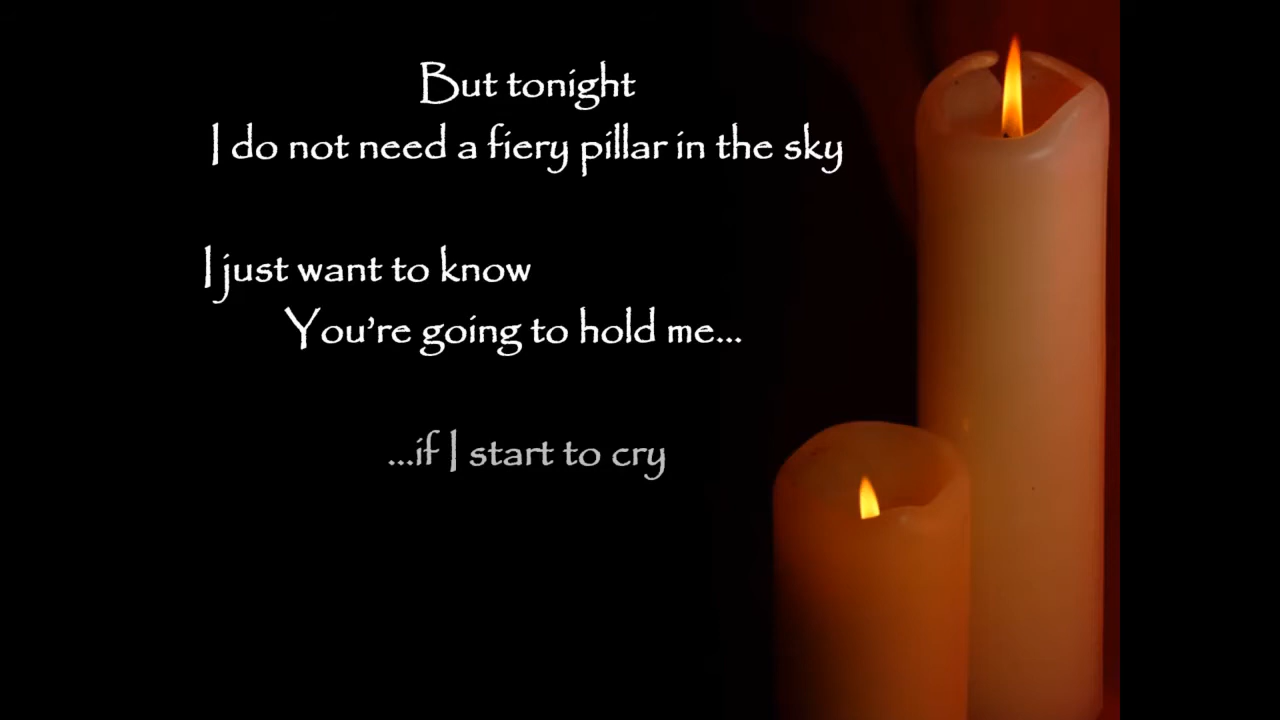 But tonight
I do not need a fiery pillar in the sky
I just want to know
You’re going to hold me...
...if I start to cry